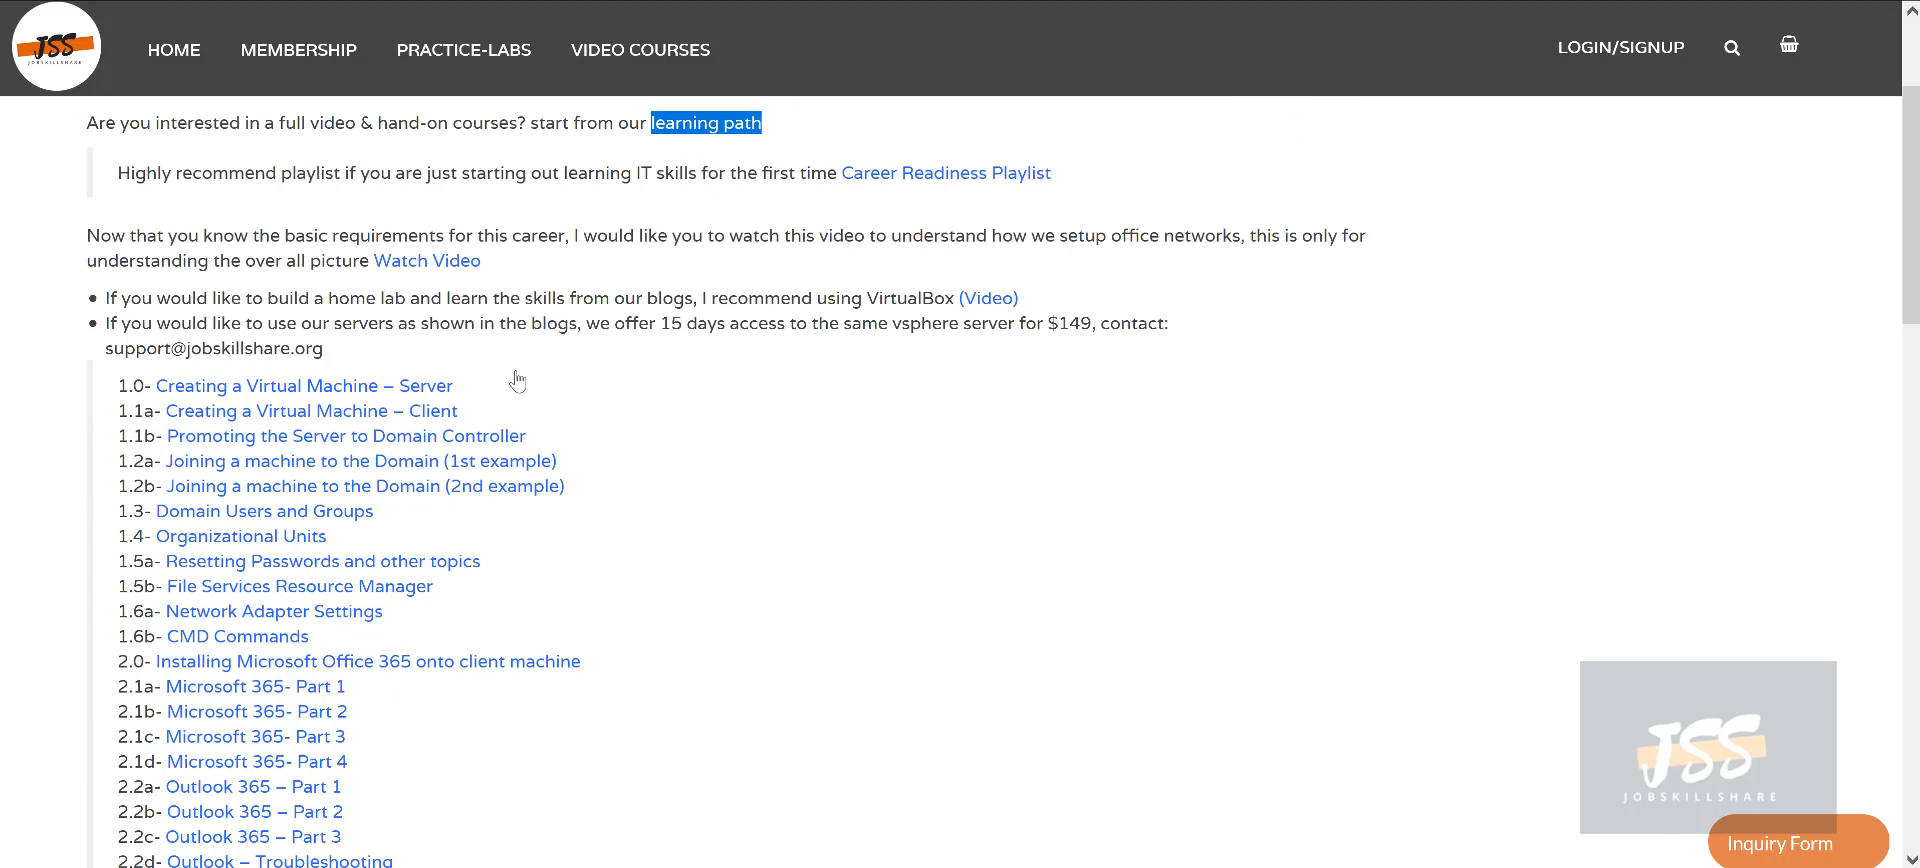 JSS
JOBSKILLSHARE
HOME
MEMBERSHIP
PRACTICE-LABS
VIDEO COURSES
LOGIN/SIGNUP
Are you interested in a full video & hand-on courses? start from our learning path
Highly recommend playlist if you are just starting out learning IT skills for the first time Career Readiness Playlist
Now that you know the basic requirements for this career, I would like you to watch this video to understand how we setup office networks, this is only for
understanding the over all picture Watch Video
● If you would like to build a home lab and learn the skills from our blogs, I recommend using VirtualBox (Video)
● If you would like to use our servers as shown in the blogs, we offer 15 days access to the same vsphere server for $149, contact:
support@jobskillshare.org
1.0- Creating a Virtual Machine – Server
1.1a- Creating a Virtual Machine – Client
1.1b- Promoting the Server to Domain Controller
1.2a- Joining a machine to the Domain (1st example)
1.2b- Joining a machine to the Domain (2nd example)
1.3- Domain Users and Groups
1.4- Organizational Units
1.5a- Resetting Passwords and other topics
1.5b- File Services Resource Manager
1.6a- Network Adapter Settings
1.6b- CMD Commands
2.0- Installing Microsoft Office 365 onto client machine
2.1a- Microsoft 365- Part 1
2.1b- Microsoft 365- Part 2
2.1c- Microsoft 365- Part 3
2.1d- Microsoft 365- Part 4
2.2a- Outlook 365 – Part 1
2.2b- Outlook 365 – Part 2
2.2c- Outlook 365 – Part 3
2.2d- Outlook – Troubleshooting
JSS
JOBSKILLSHARE
Inquiry Form